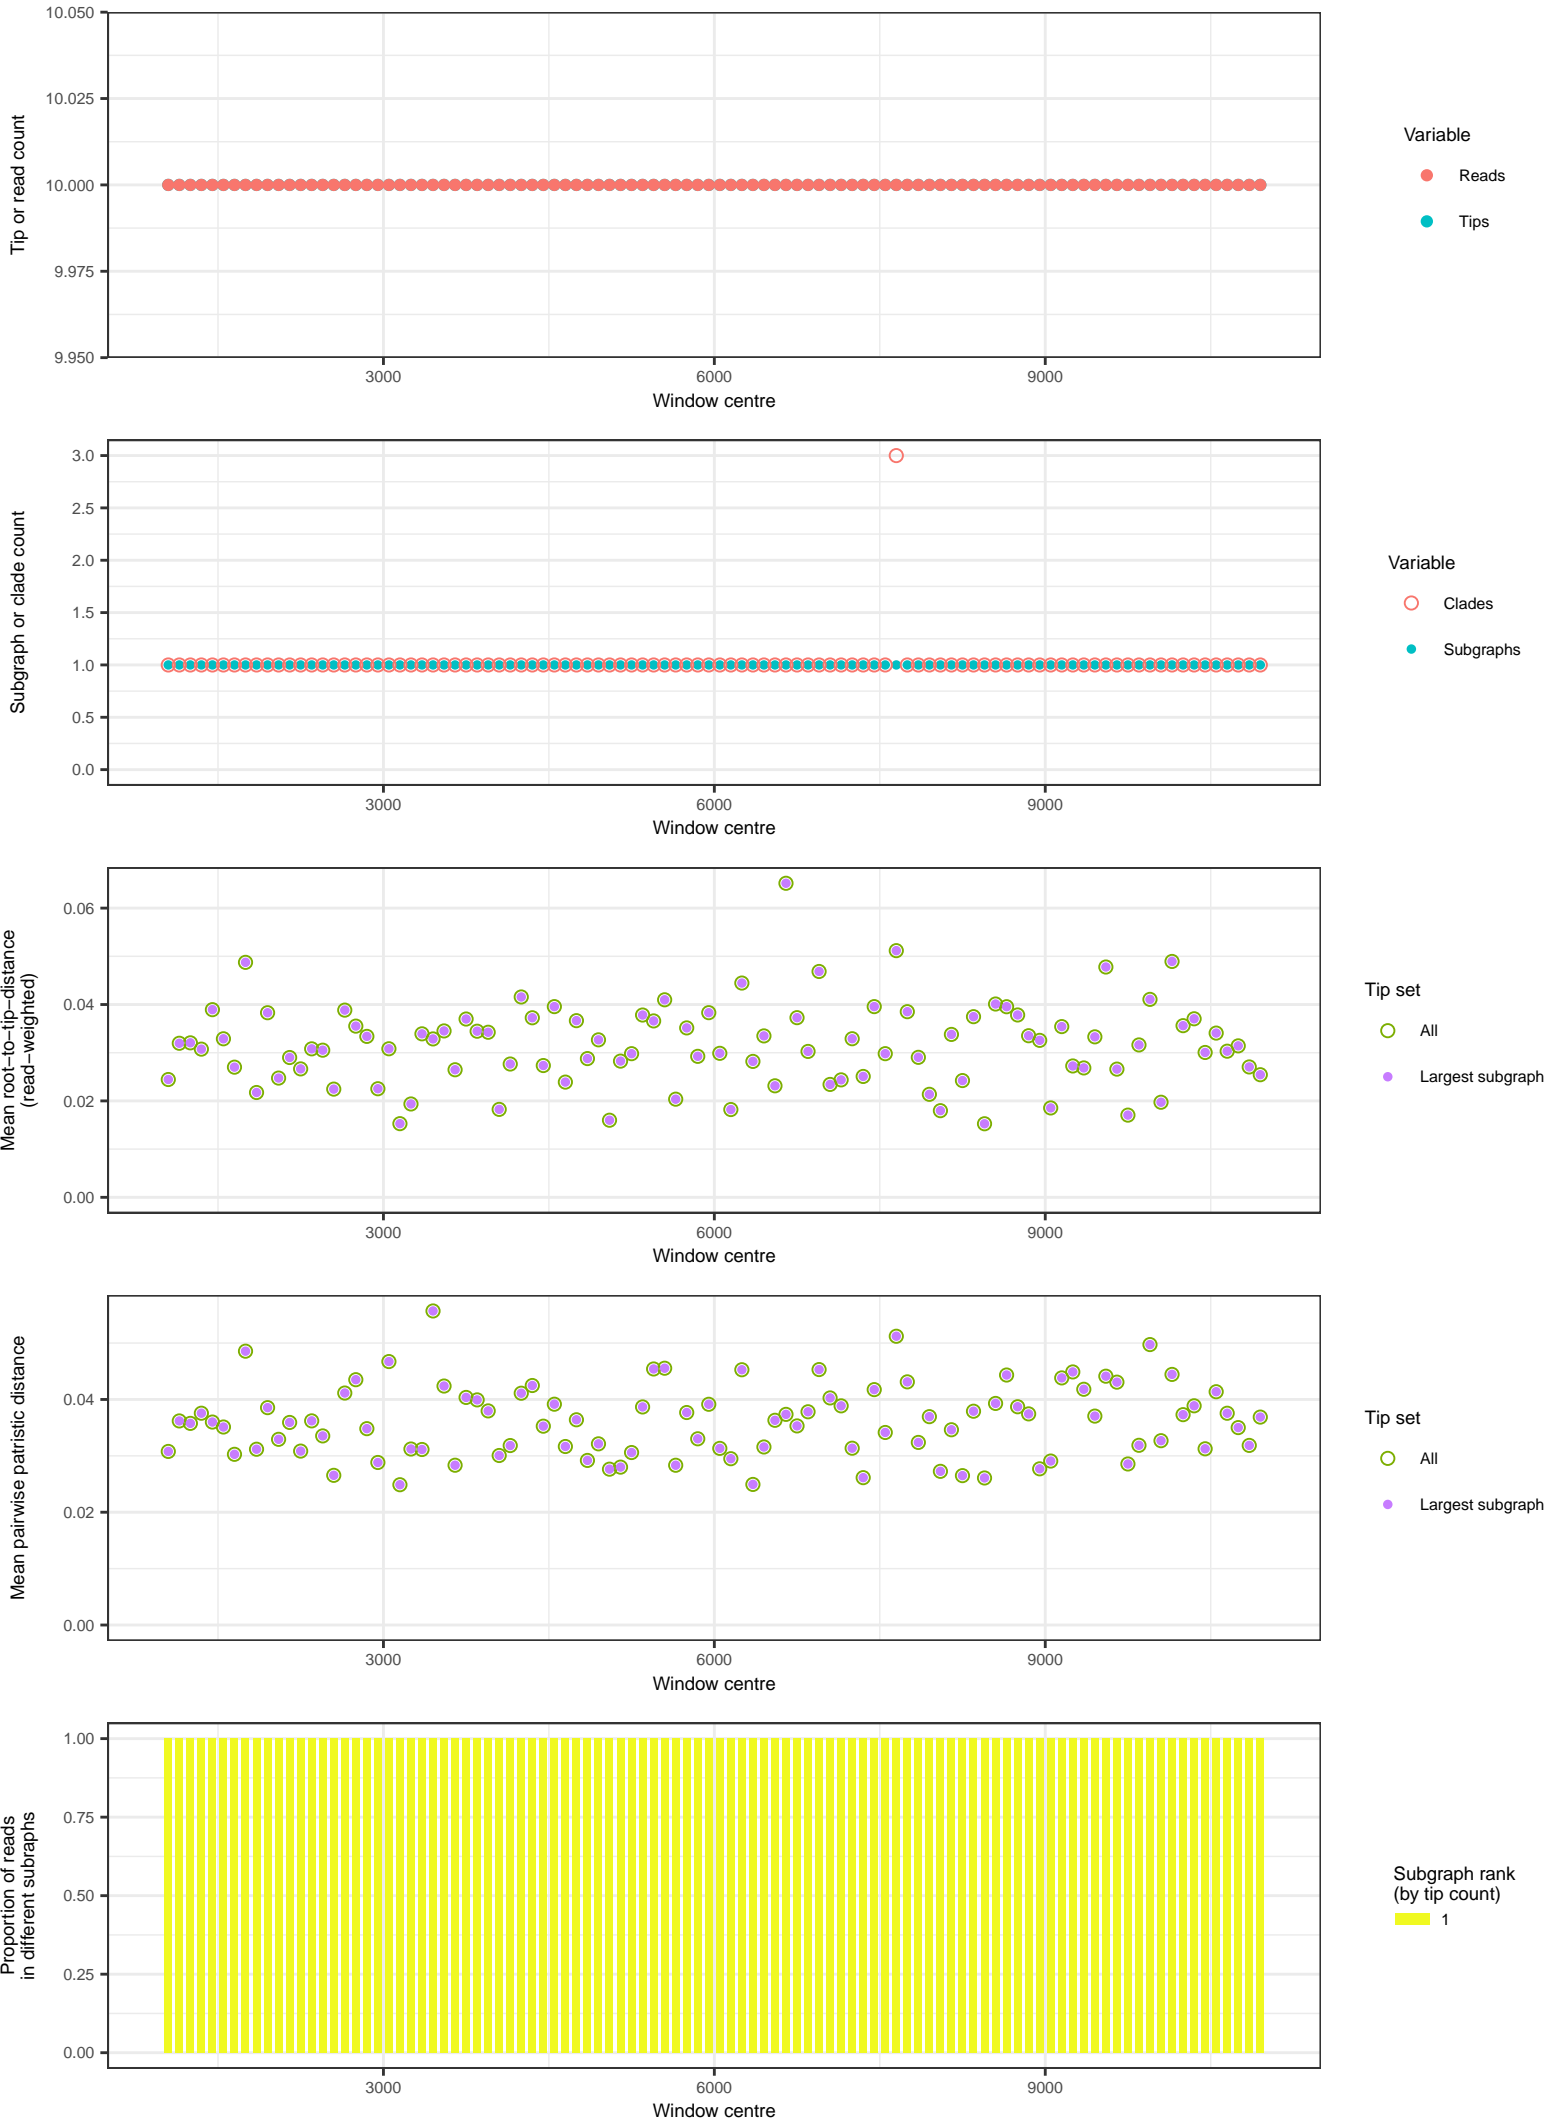 10.050
10.025
10.000
9.975
9.950
Tip or read count
3000 6000 9000
Window centre
Variable
Reads
Tips
3.0
2.5
2.0
1.5
1.0
0.5
0.0
Subgraph or clade count
3000 6000 9000
Window centre
Variable
Clades
Subgraphs
0.06
0.04
0.02
0.00
Mean root−to−tip−distance
(read−weighted)
3000 6000 9000
Window centre
Tip set
All
Largest subgraph
0.04
0.02
0.00
Mean pairwise patristic distance
3000 6000 9000
Window centre
Tip set
All
Largest subgraph
1.00
0.75
0.50
0.25
0.00
Proportion of reads
in different subraphs
3000 6000 9000
Window centre
Subgraph rank
(by tip count)
1